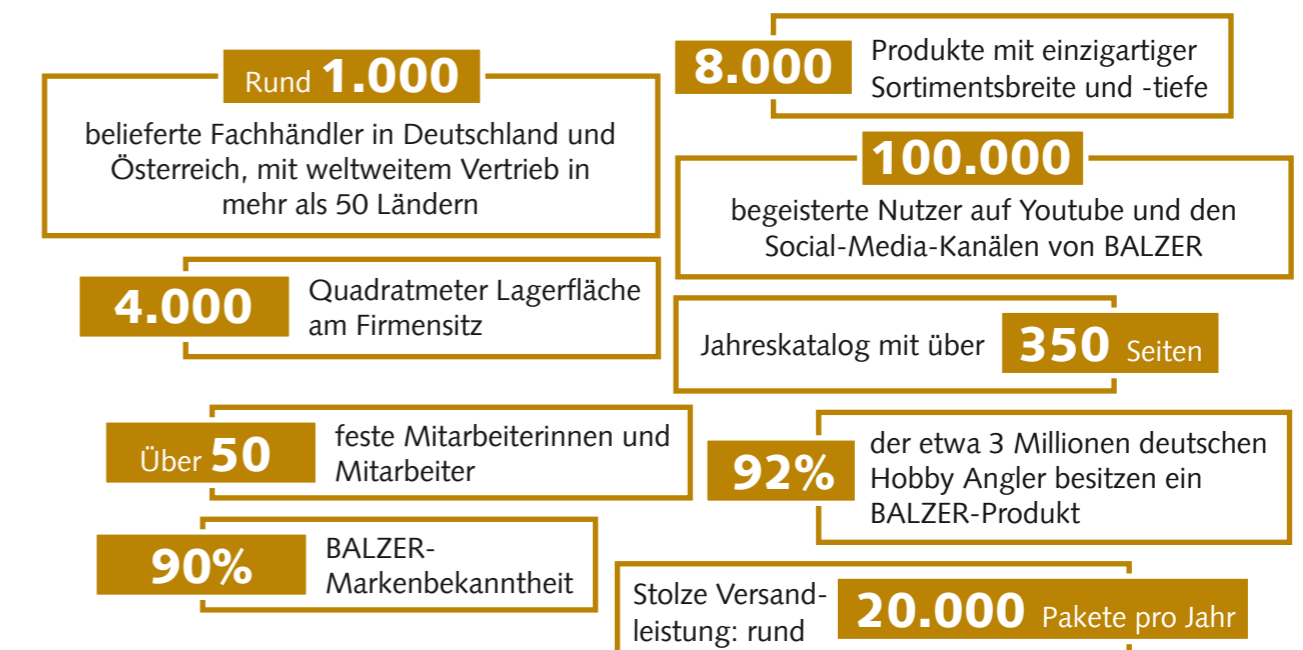 Rund 1.000
belieferte Fachhändler in Deutschland und
Österreich, mit weltweitem Vertrieb in
mehr als 50 Ländern
8.000
Produkte mit einzigartiger
Sortimentsbreite und -tiefe
100.000
begeisterte Nutzer auf Youtube und den
Social-Media-Kanälen von BALZER
4.000
Quadratmeter Lagerfläche
am Firmensitz
Jahreskatalog mit über 350 Seiten
Über 50
feste Mitarbeiterinnen und
Mitarbeiter
92%
der etwa 3 Millionen deutschen
Hobby Angler besitzen ein
BALZER-Produkt
90%
BALZER-
Markenbekanntheit
Stolze Versand-
leistung: rund
20.000 Pakete pro Jahr